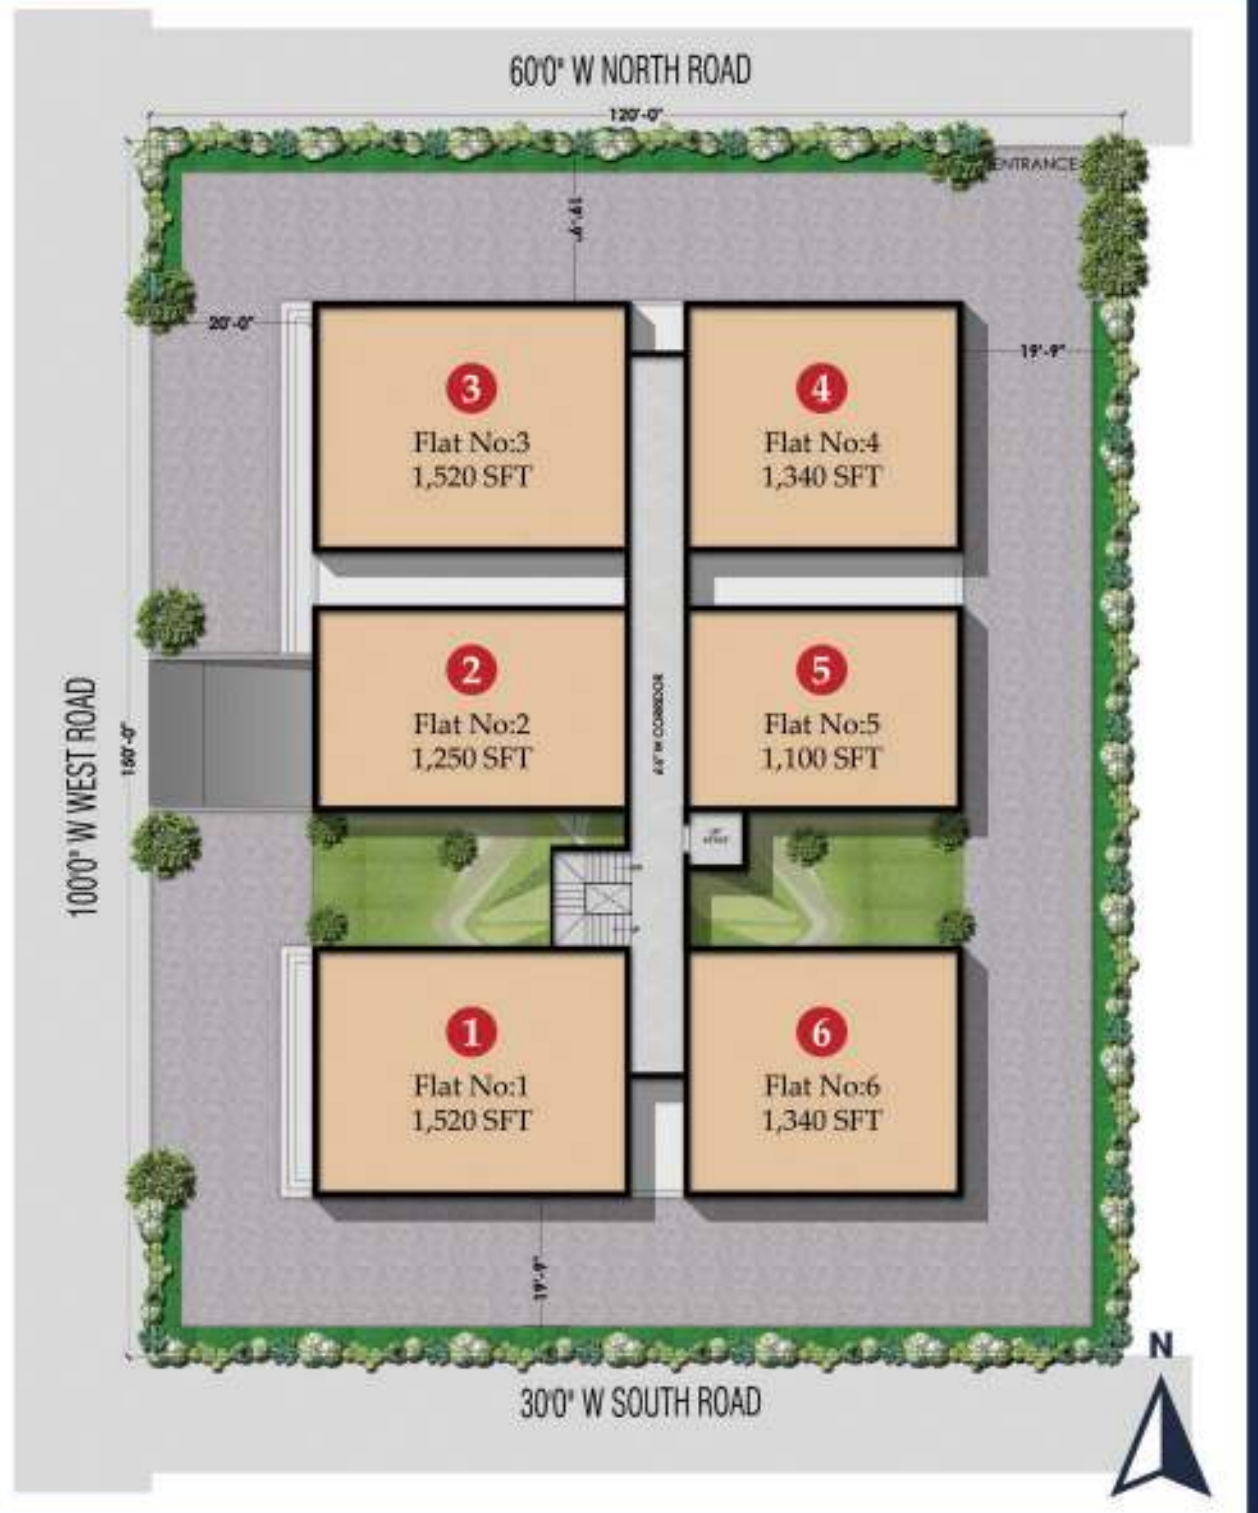 60'0" W NORTH ROAD
120'-0"
ENTRANCE
19'-9"
20'-0"
19'-9"
3
Flat No:3
1,520 SFT
4
Flat No:4
1,340 SFT
2
Flat No:2
1,250 SFT
5
Flat No:5
1,100 SFT
W CORRIDOR
100'0" W WEST ROAD
150'-0"
1
Flat No:1
1,520 SFT
6
Flat No:6
1,340 SFT
19'-9"
30'0" W SOUTH ROAD
N